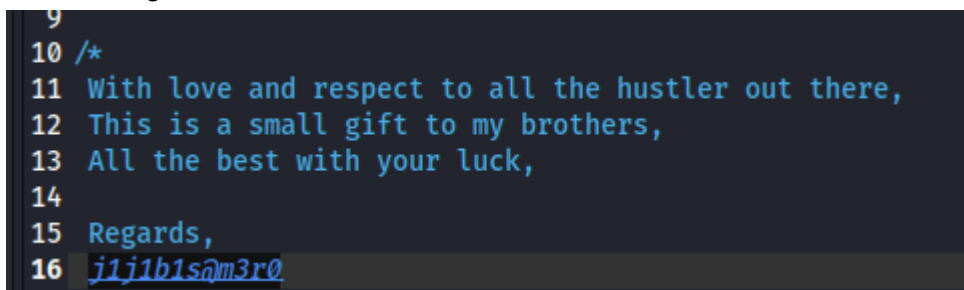 9
10 /*
11 With love and respect to all the hustler out there,
12 This is a small gift to my brothers,
13 All the best with your luck,
14
15 Regards,
16 j1j1b1s@m3r0